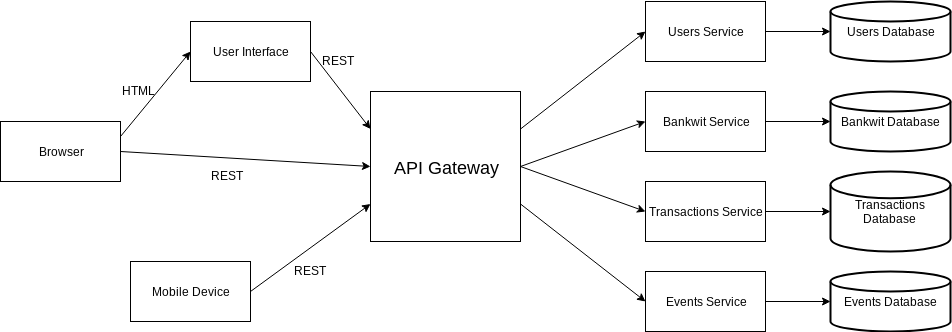 Users Service
Users Database
User Interface
REST
HTML
Bankwit Service
Bankwit Database
Browser
API Gateway
REST
Transactions Service
Transactions
Database
REST
Mobile Device
Events Service
Events Database